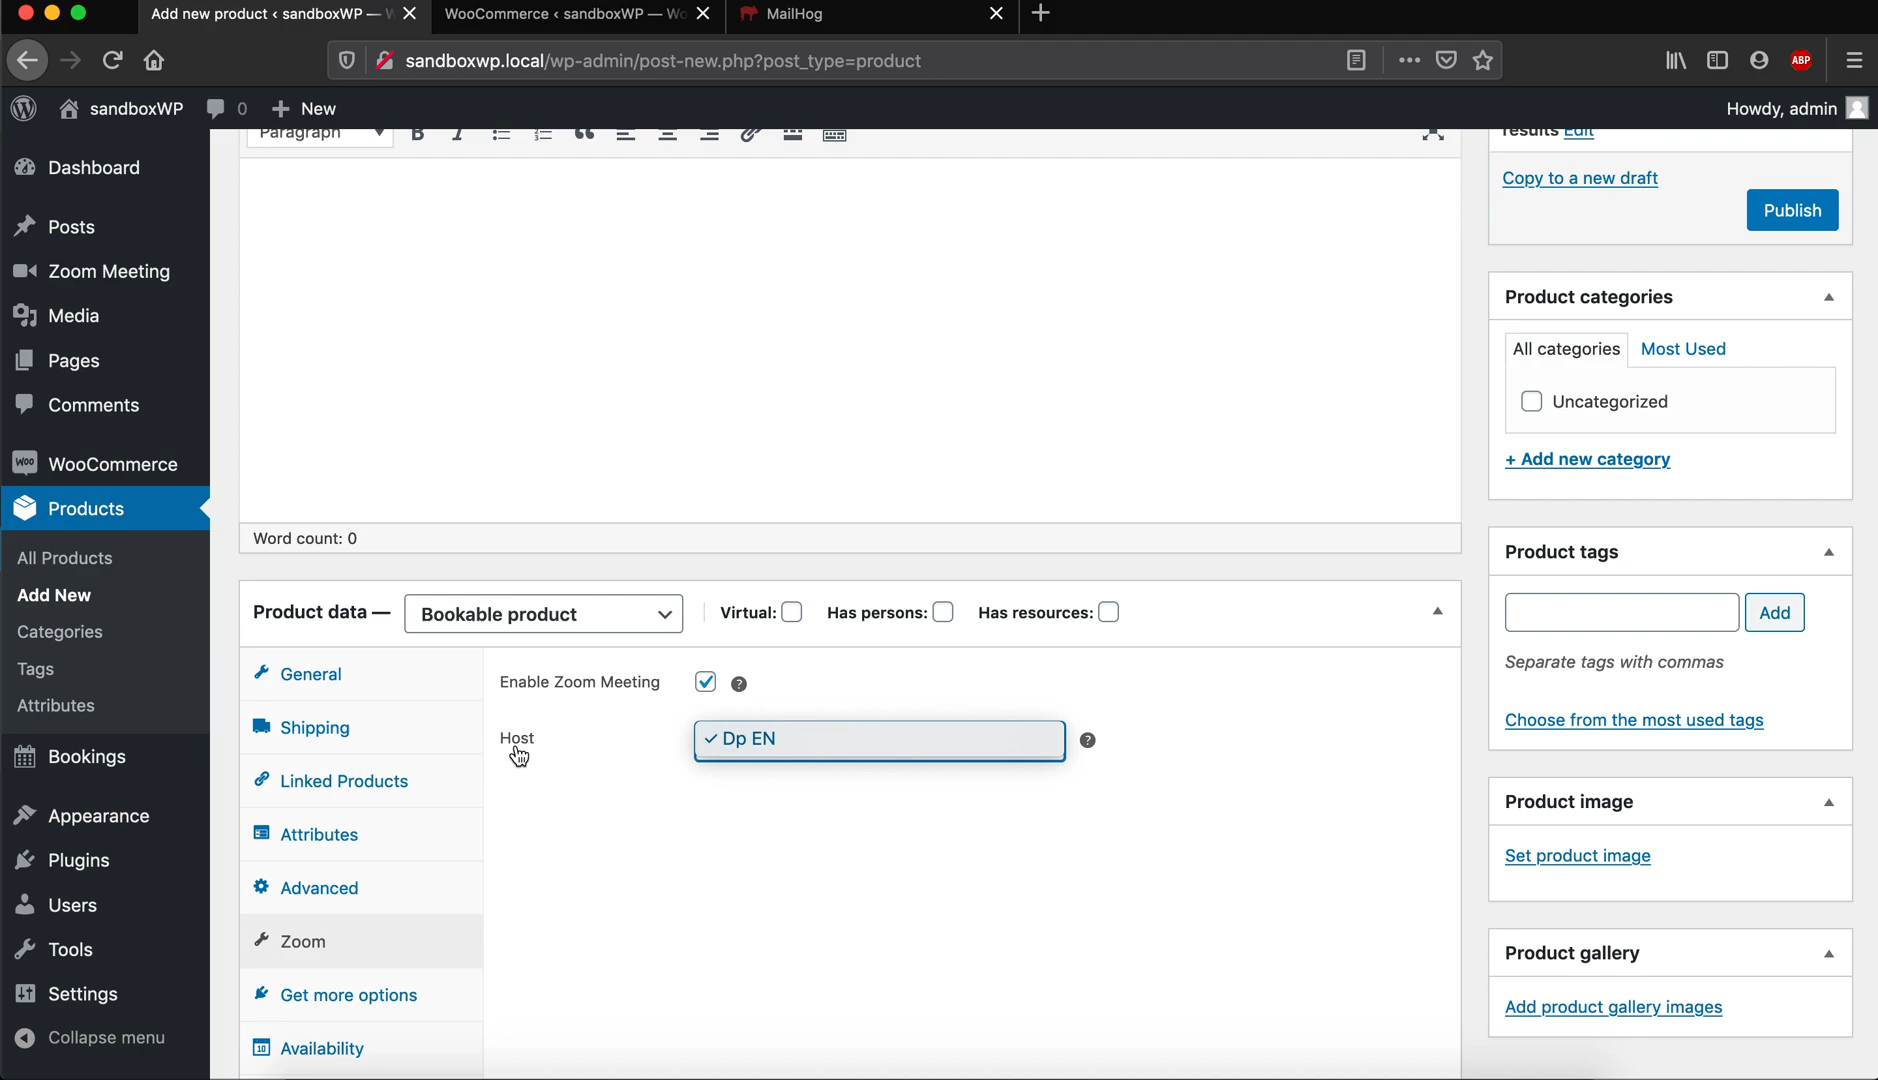 Add new product ‹ sandboxWP — W
WooCommerce ‹ sandboxWP — Wo
MailHog
sandboxwp.local/wp-admin/post-new.php?post_type=product
ABP
sandboxWP
0
New
Howdy, admin
Dashboard
Posts
Zoom Meeting
Media
Pages
Comments
WooCommerce
Products
All Products
Add New
Categories
Tags
Attributes
Bookings
Appearance
Plugins
Users
Tools
Settings
Collapse menu
Paragraph
Word count: 0
Product data —
Bookable product
Virtual:
Has persons:
Has resources:
General
Shipping
Linked Products
Attributes
Advanced
Zoom
Get more options
Availability
Enable Zoom Meeting
Host
Dp EN
results Edit
Copy to a new draft
Publish
Product categories
All categories
Most Used
Uncategorized
+ Add new category
Product tags
Add
Separate tags with commas
Choose from the most used tags
Product image
Set product image
Product gallery
Add product gallery images